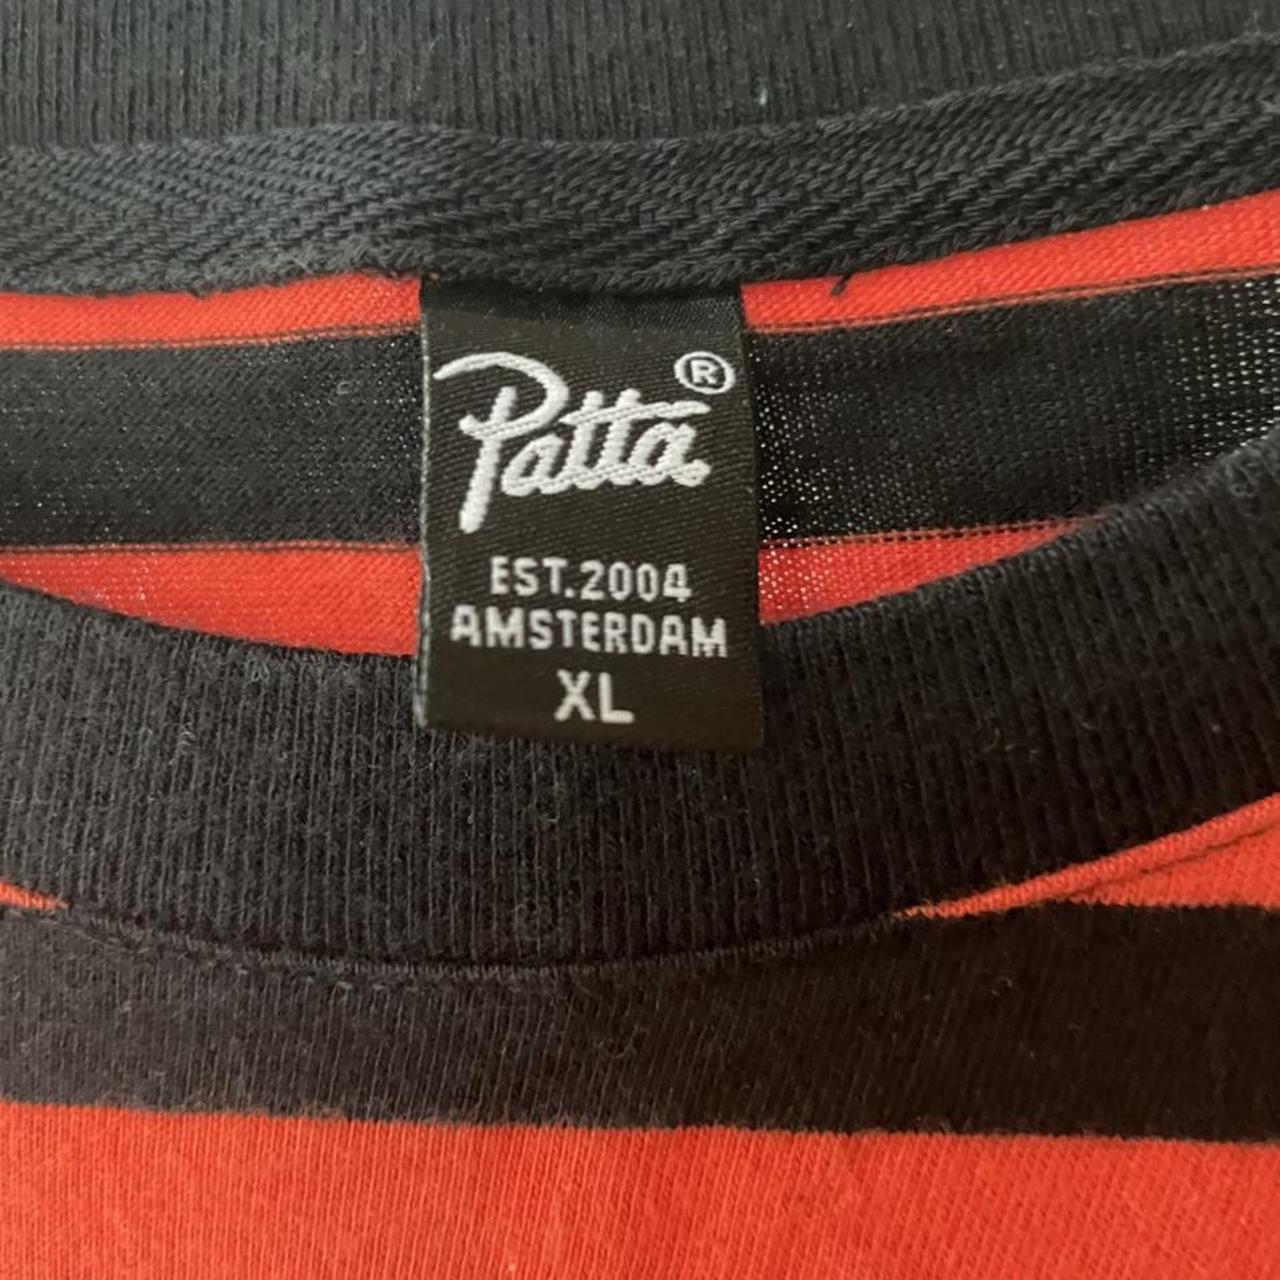 Patta®
EST.2004
AMSTERDAM
XL